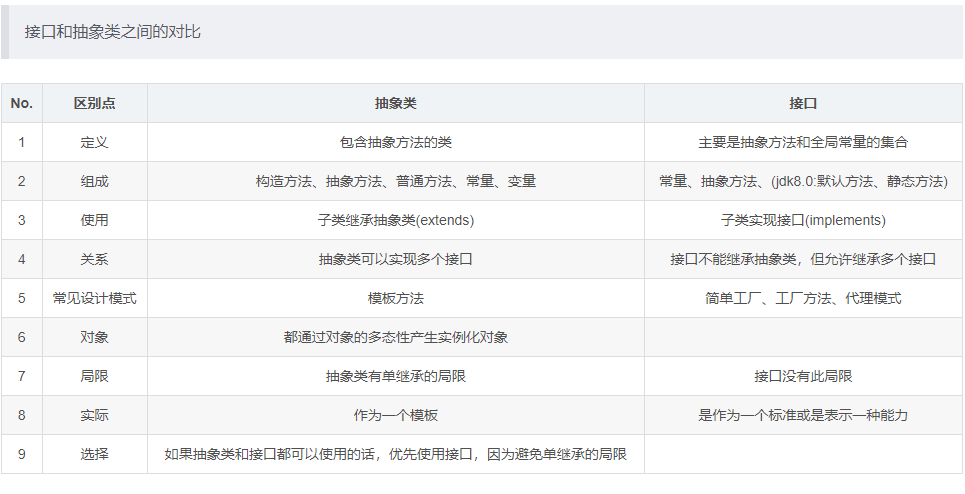 接口和抽象类之间的对比
No. 区别点 抽象类 接口
1 定义 包含抽象方法的类 主要是抽象方法和全局常量的集合
2 组成 构造方法、抽象方法、普通方法、常量、变量 常量、抽象方法、(jdk8.0:默认方法、静态方法)
3 使用 子类继承抽象类(extends) 子类实现接口(implements)
4 关系 抽象类可以实现多个接口 接口不能继承抽象类，但允许继承多个接口
5 常见设计模式 模板方法 简单工厂、工厂方法、代理模式
6 对象 都通过对象的多态性产生实例化对象
7 局限 抽象类有单继承的局限 接口没有此局限
8 实际 作为一个模板 是作为一个标准或是表示一种能力
9 选择 如果抽象类和接口都可以使用的话，优先使用接口，因为避免单继承的局限